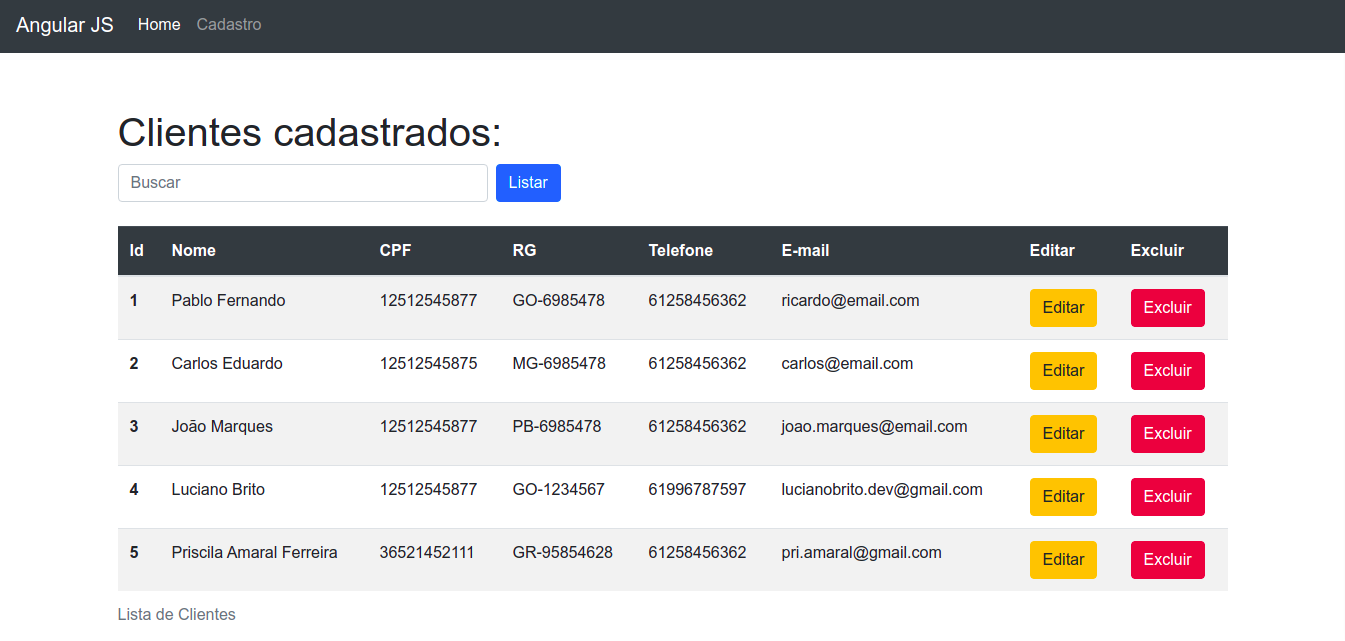 Angular JS Home Cadastro
Clientes cadastrados:
Buscar Listar
Id Nome CPF RG Telefone E-mail Editar Excluir
1 Pablo Fernando 12512545877 GO-6985478 61258456362 ricardo@email.com Editar Excluir
2 Carlos Eduardo 12512545875 MG-6985478 61258456362 carlos@email.com Editar Excluir
3 João Marques 12512545877 PB-6985478 61258456362 joao.marques@email.com Editar Excluir
4 Luciano Brito 12512545877 GO-1234567 61996787597 lucianobrito.dev@gmail.com Editar Excluir
5 Priscila Amaral Ferreira 36521452111 GR-95854628 61258456362 pri.amaral@gmail.com Editar Excluir
Lista de Clientes